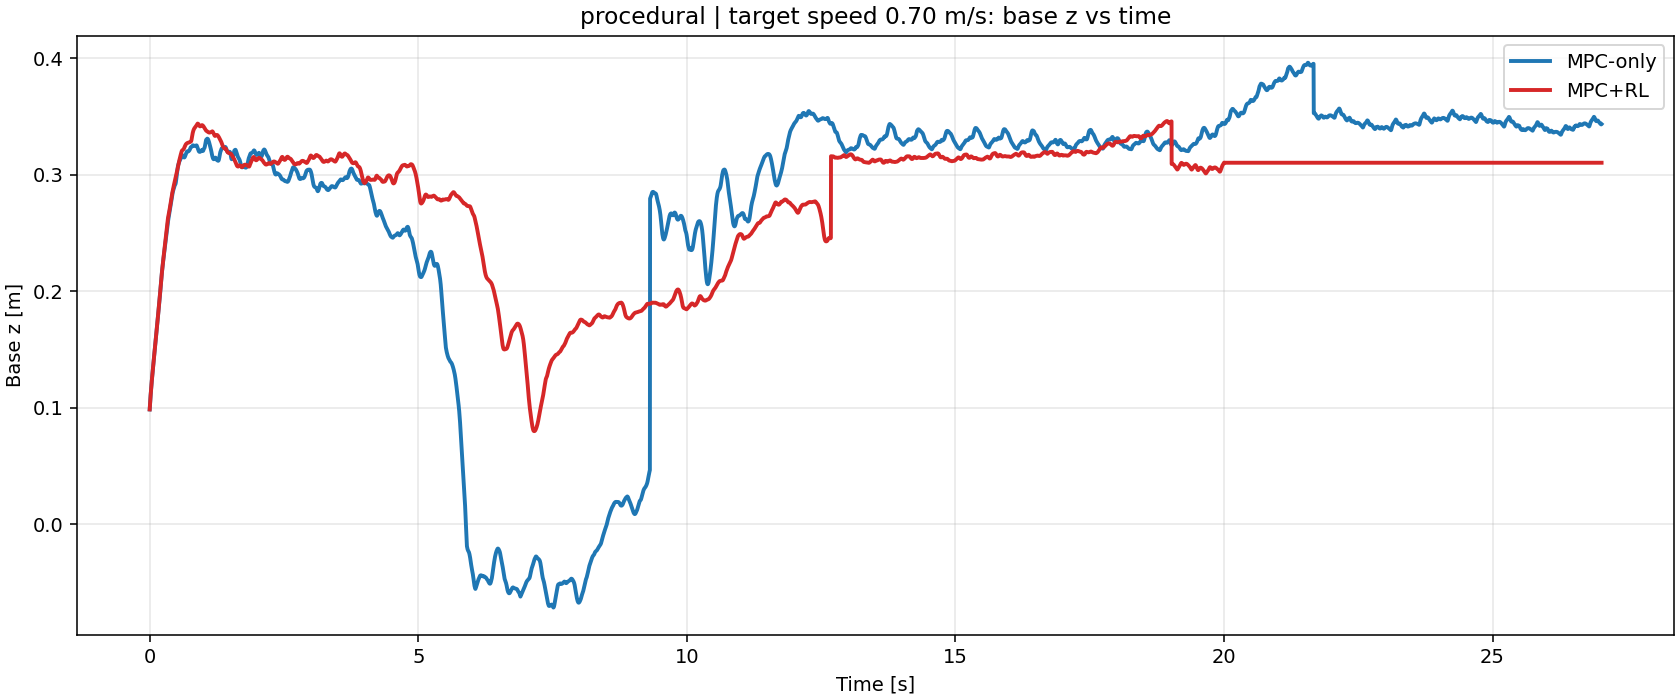 procedural | target speed 0.70 m/s: base z vs time
MPC-only
MPC+RL
Base z [m]
0.4
0.3
0.2
0.1
0.0
0
5
10
15
20
25
Time [s]